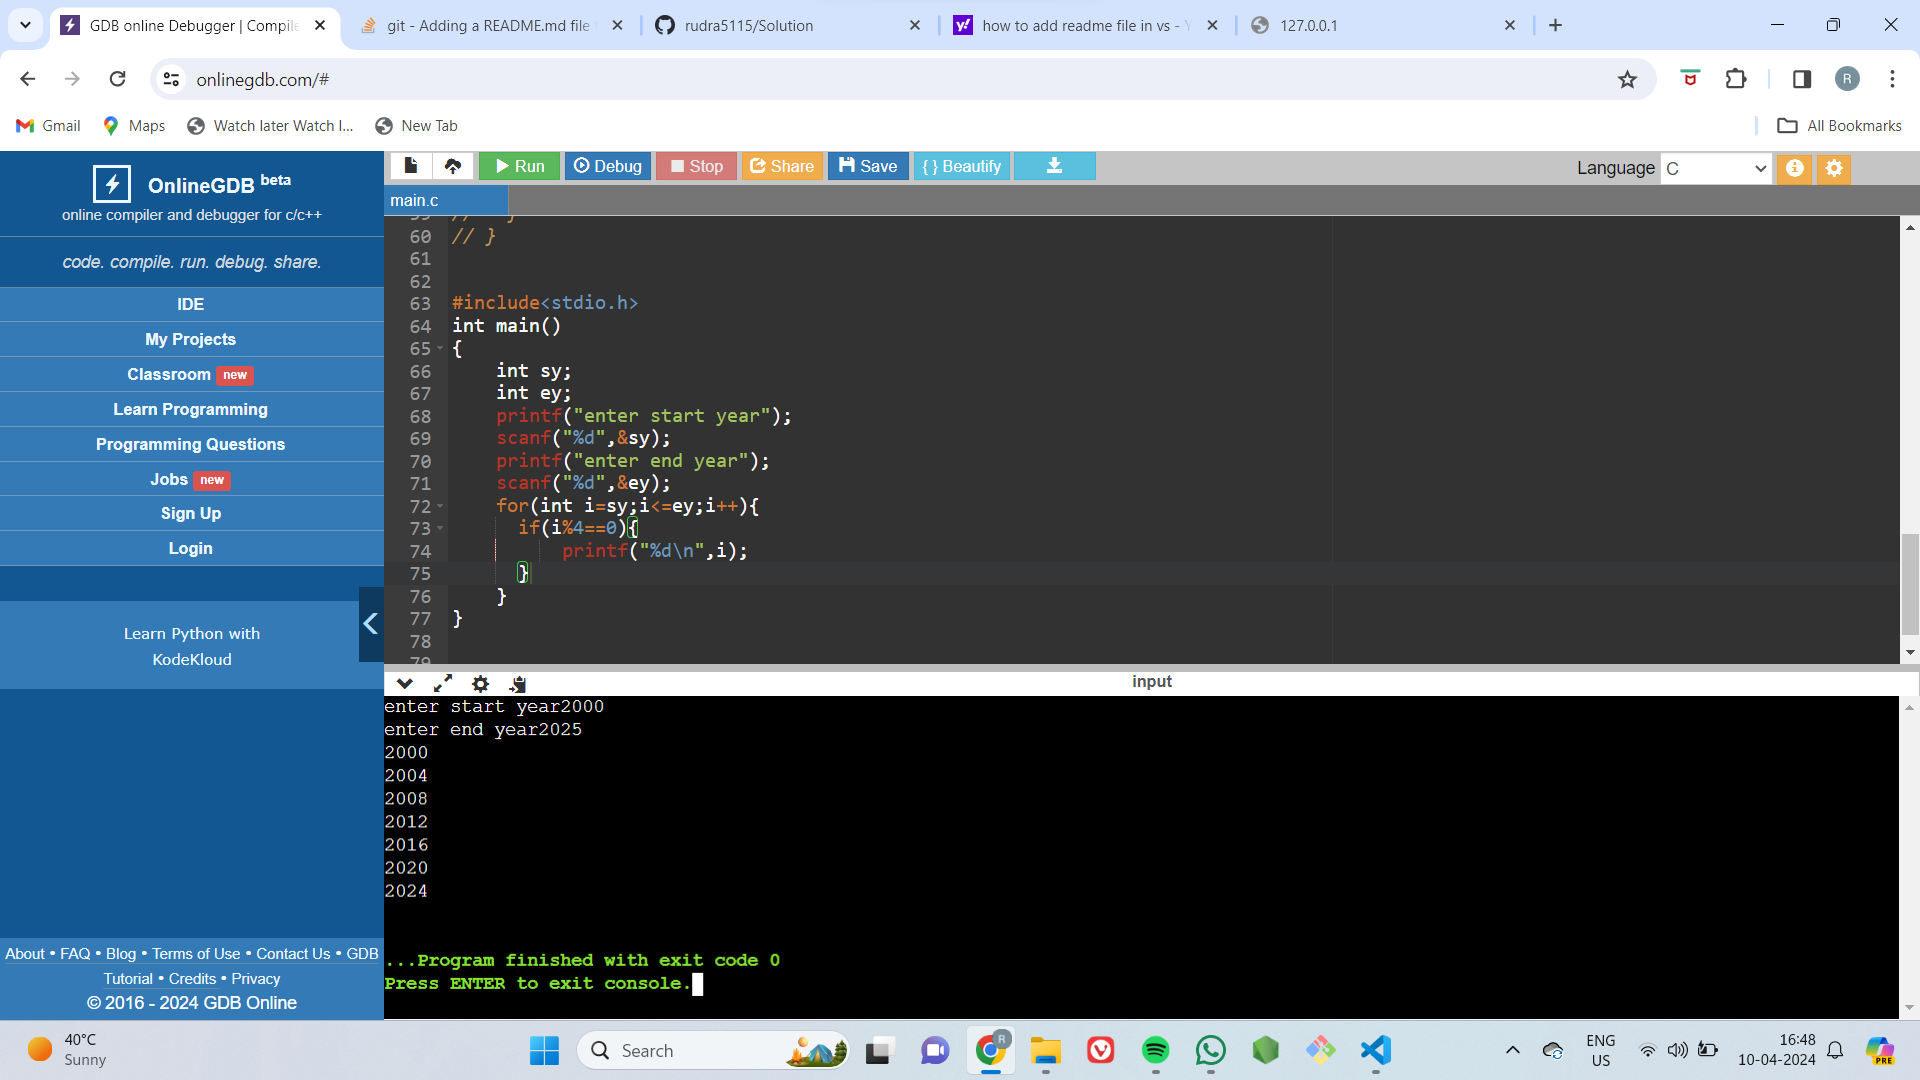 GDB online Debugger | Compile
git - Adding a README.md file
rudra5115/Solution
how to add readme file in vs - Y
127.0.0.1
onlinegdb.com/#
R
Gmail
Maps
Watch later Watch l...
New Tab
All Bookmarks
OnlineGDB beta
online compiler and debugger for c/c++
code. compile. run. debug. share.
IDE
My Projects
Classroom new
Learn Programming
Programming Questions
Jobs new
Sign Up
Login
Learn Python with
KodeKloud
About • FAQ • Blog • Terms of Use • Contact Us • GDB
Tutorial • Credits • Privacy
© 2016 - 2024 GDB Online
Run
Debug
Stop
Share
Save
{ } Beautify
Language C
main.c
59 // }
60 // }
61
62
63 #include<stdio.h>
64 int main()
65 {
66 int sy;
67 int ey;
68 printf("enter start year");
69 scanf("%d",&sy);
70 printf("enter end year");
71 scanf("%d",&ey);
72 for(int i=sy;i<=ey;i++){
73 if(i%4==0){
74 printf("%d\n",i);
75 }
76 }
77 }
78
79
input
enter start year2000
enter end year2025
2000
2004
2008
2012
2016
2020
2024
...Program finished with exit code 0
Press ENTER to exit console.
40°C
Sunny
Search
R
ENG
US
16:48
10-04-2024
PRE